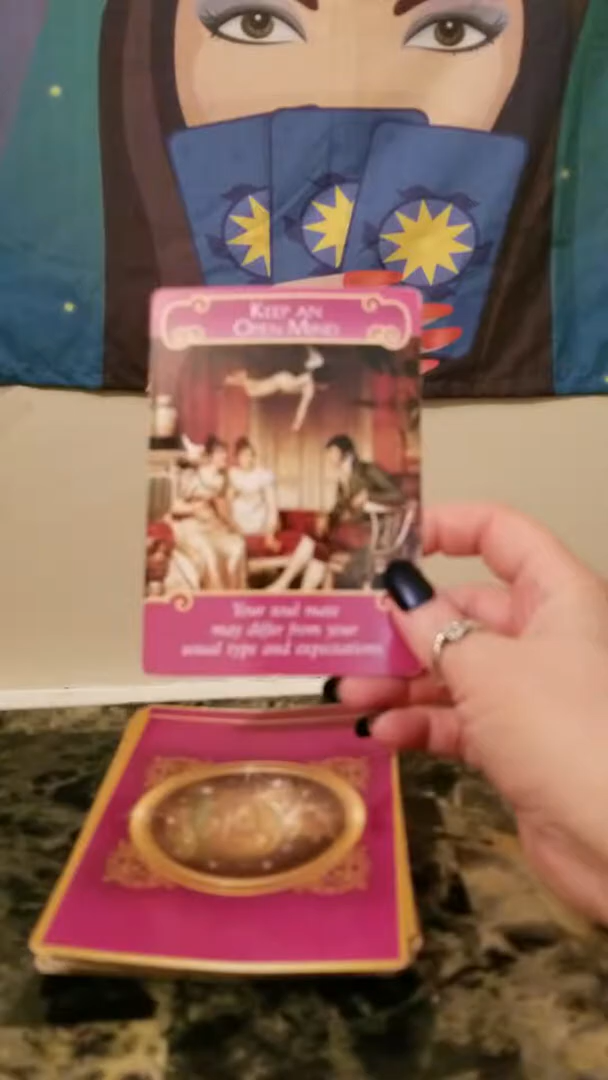 KEEP AN
OPEN MIND
Your soul mate
may differ from your
usual type and expectations